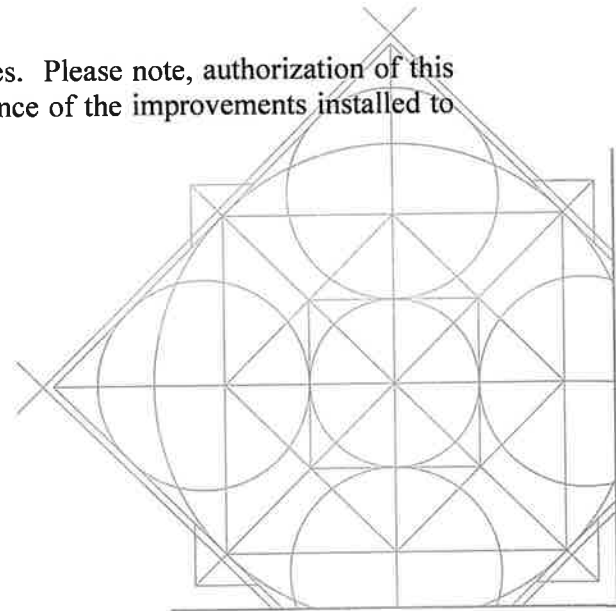 es. Please note, authorization of this
nce of the improvements installed to